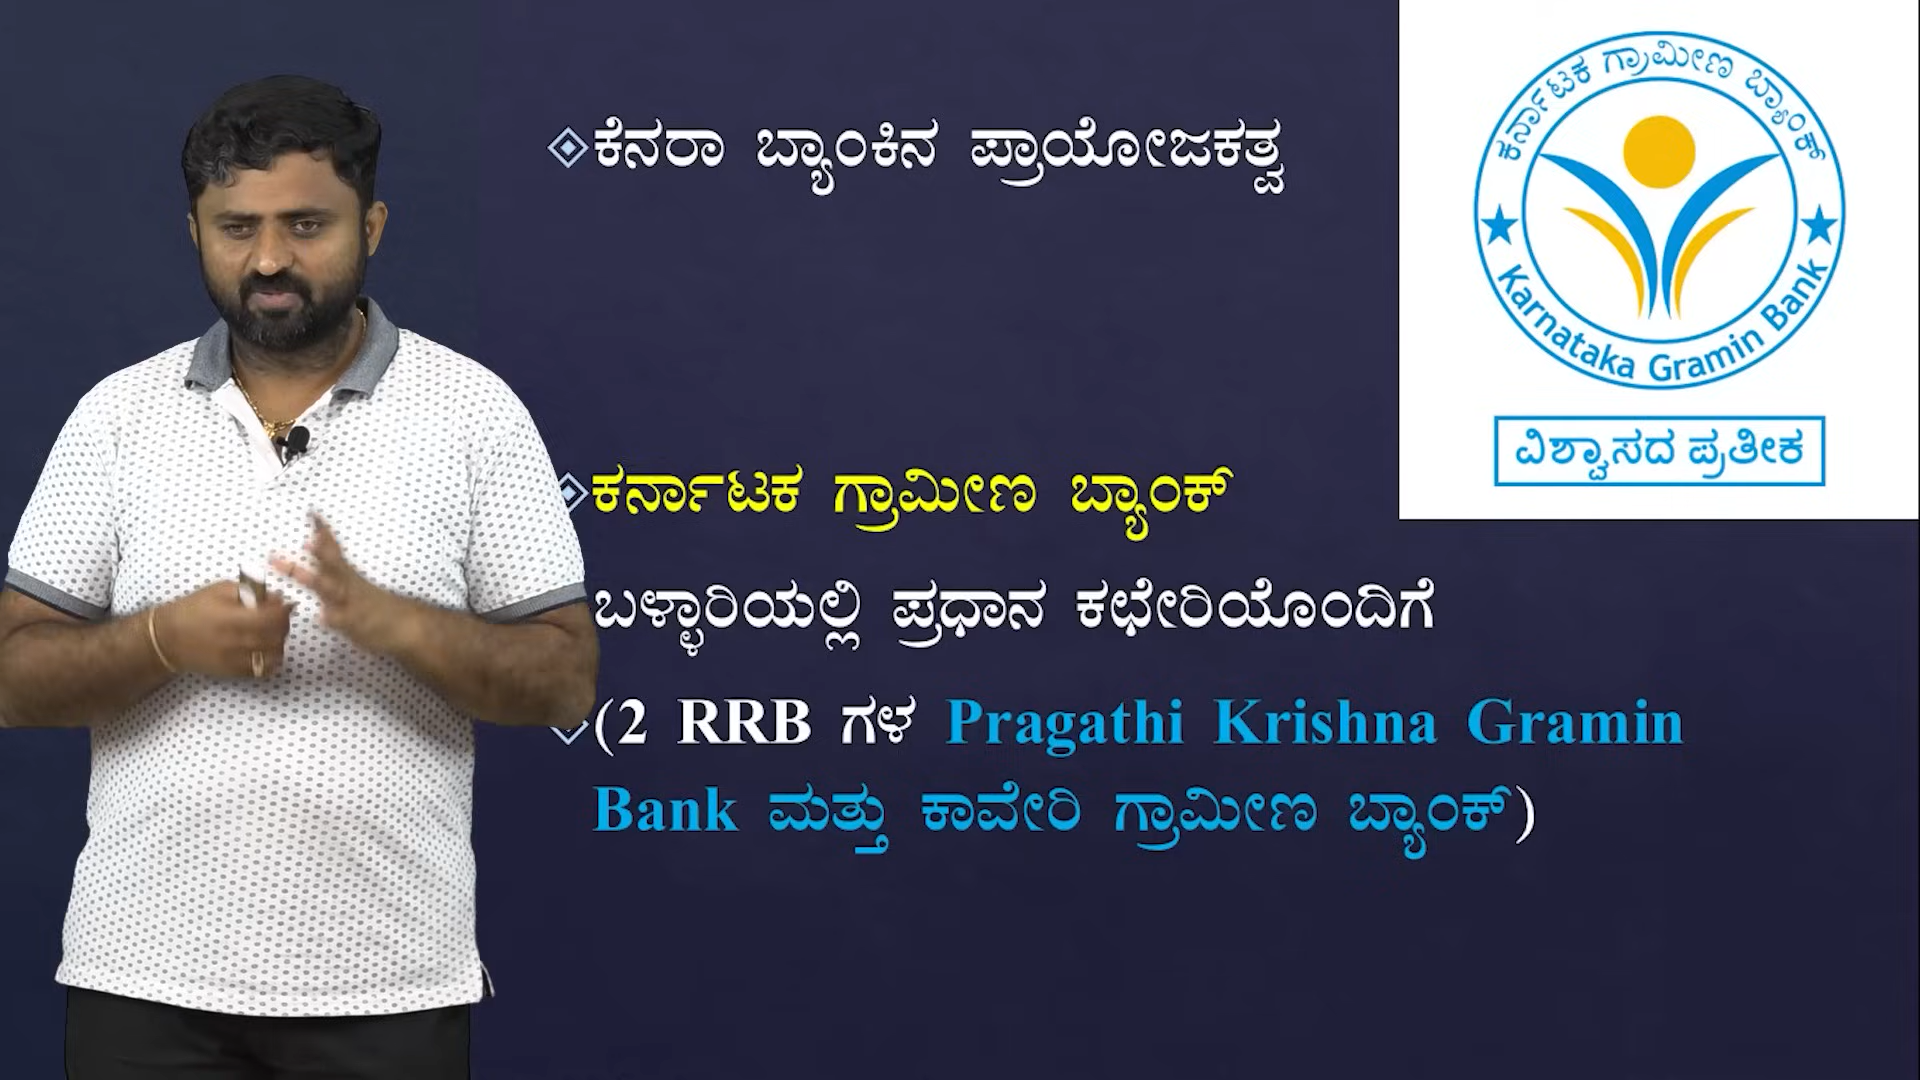 ಕೆನರಾ ಬ್ಯಾಂಕಿನ ಪ್ರಾಯೋಜಕತ್ವ
ಕರ್ನಾಟಕ ಗ್ರಾಮೀಣ ಬ್ಯಾಂಕ್
Karnataka Gramin Bank
ವಿಶ್ವಾಸದ ಪ್ರತೀಕ
ಕರ್ನಾಟಕ ಗ್ರಾಮೀಣ ಬ್ಯಾಂಕ್
ಬಳ್ಳಾರಿಯಲ್ಲಿ ಪ್ರಧಾನ ಕಛೇರಿಯೊಂದಿಗೆ
(2 RRB ಗಳ Pragathi Krishna Gramin
Bank ಮತ್ತು ಕಾವೇರಿ ಗ್ರಾಮೀಣ ಬ್ಯಾಂಕ್)